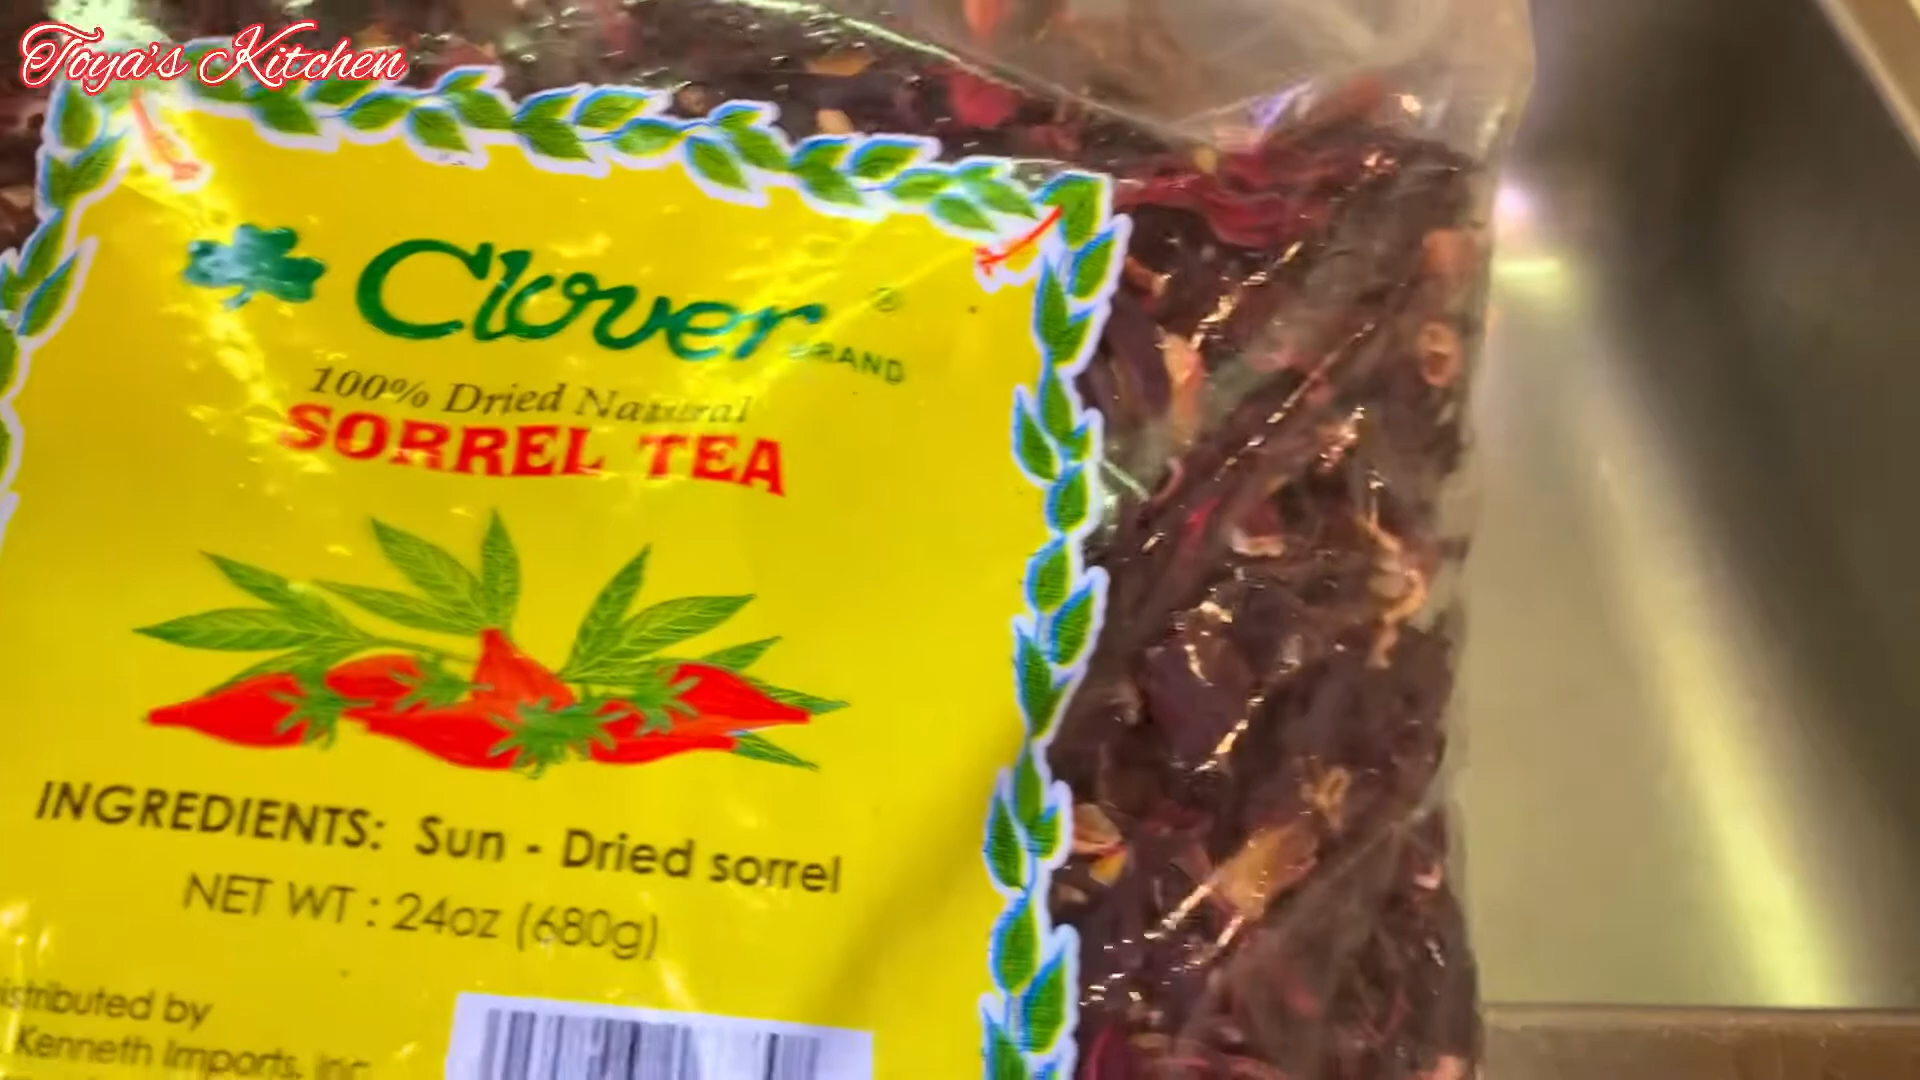 Toya's Kitchen
Clover ®
BRAND
100% Dried Natural
SORREL TEA
INGREDIENTS: Sun - Dried sorrel
NET WT : 24oz (680g)
istributed by
Kenneth Imports, Inc